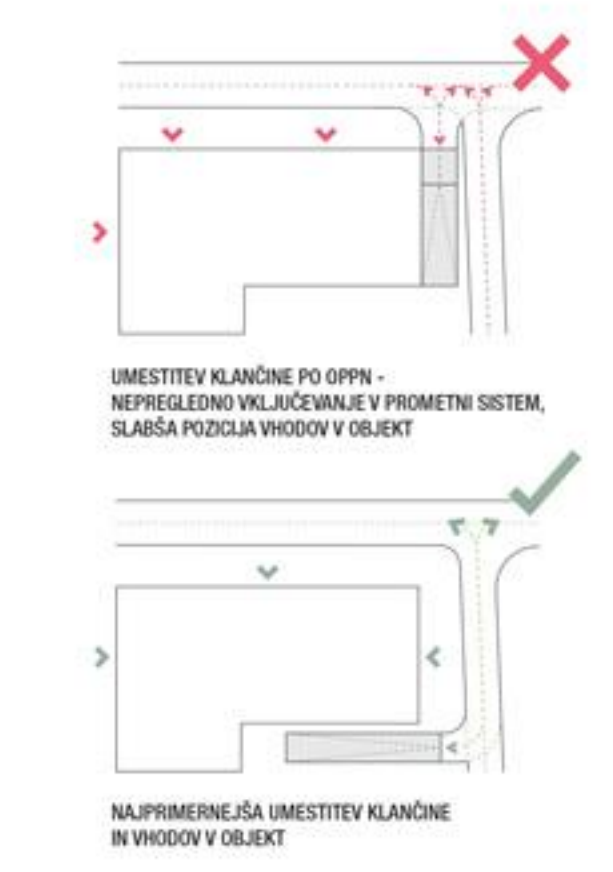 UMESTITEV KLANČINE PO OPPN -
NEPREGLEDNO VKLJUČEVANJE V PROMETNI SISTEM,
SLABŠA POZICIJA VHODOV V OBJEKT
NAJPRIMERNEJŠA UMESTITEV KLANČINE
IN VHODOV V OBJEKT